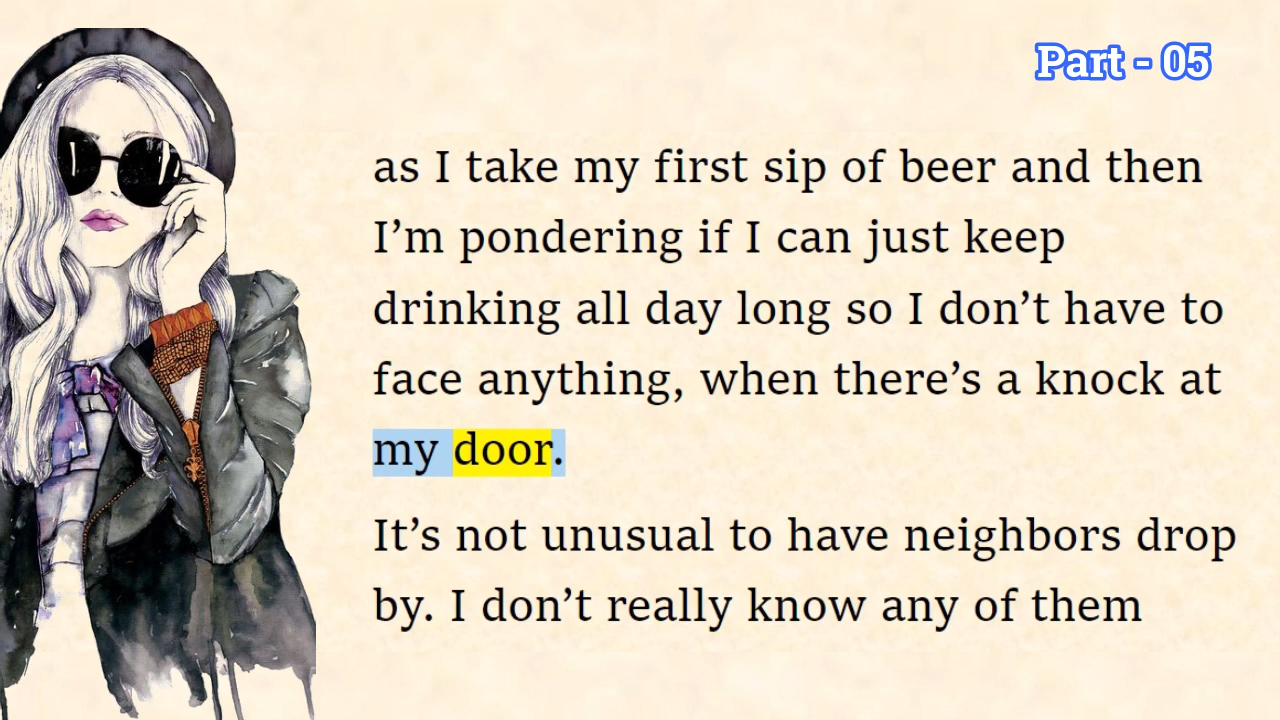 Part - 05
as I take my first sip of beer and then
I’m pondering if I can just keep
drinking all day long so I don’t have to
face anything, when there’s a knock at
my door.
It’s not unusual to have neighbors drop
by. I don’t really know any of them